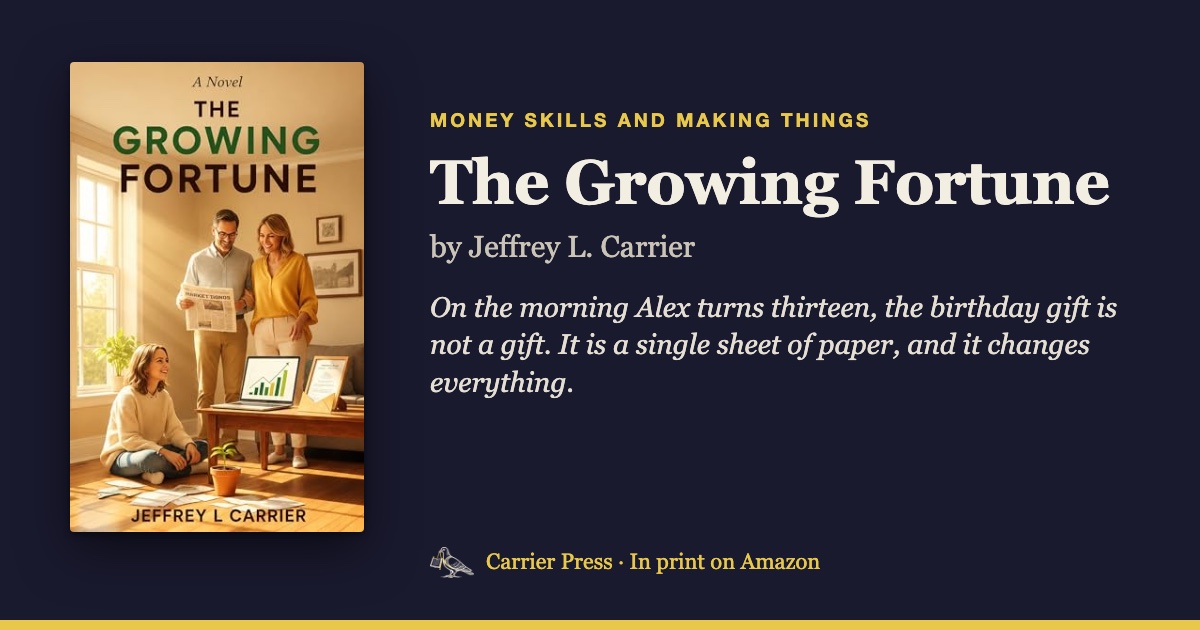 A Novel
THE
GROWING
FORTUNE
MARKET BONDS
JEFFREY L CARRIER
MONEY SKILLS AND MAKING THINGS
The Growing Fortune
by Jeffrey L. Carrier
On the morning Alex turns thirteen, the birthday gift is
not a gift. It is a single sheet of paper, and it changes
everything.
Carrier Press · In print on Amazon